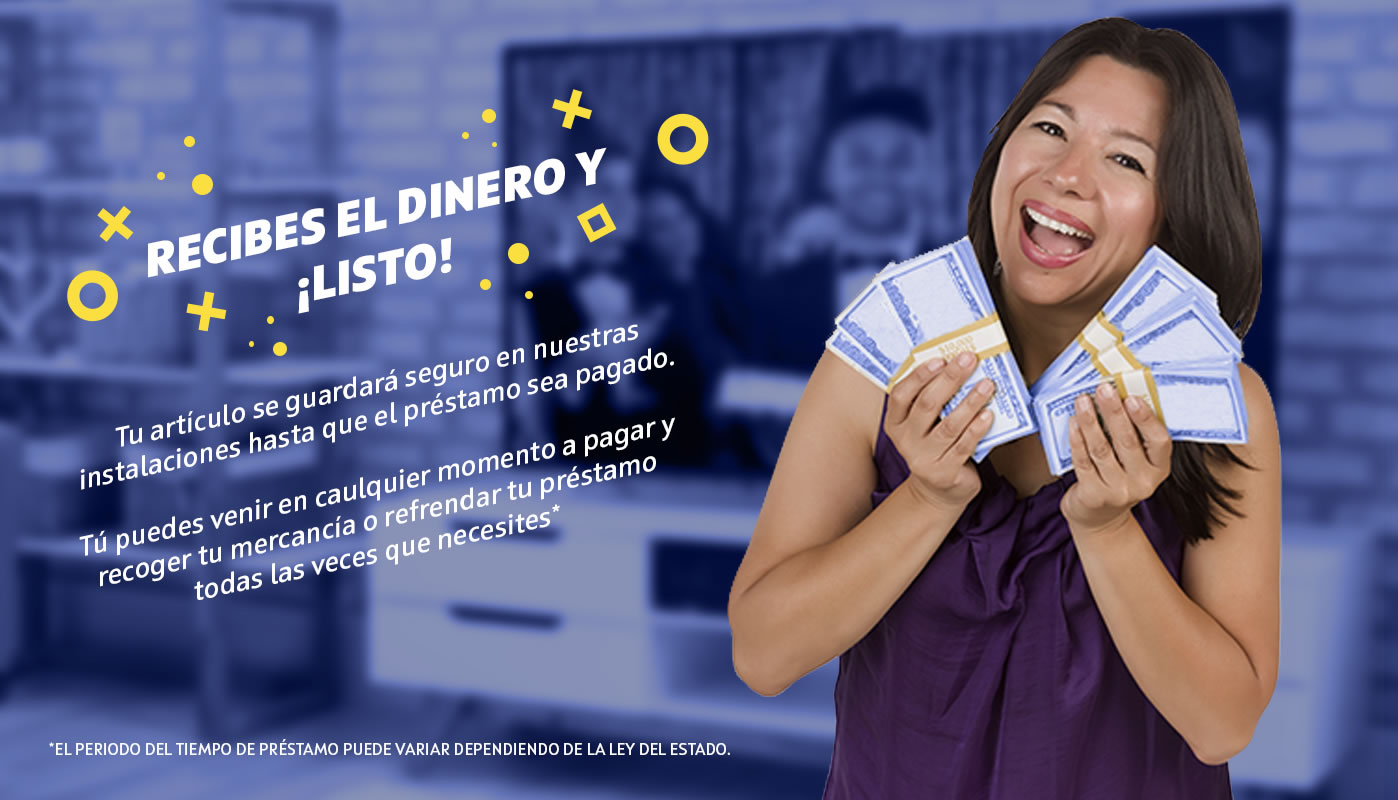 RECIBES EL DINERO Y
¡LISTO!
Tu artículo se guardará seguro en nuestras
instalaciones hasta que el préstamo sea pagado.
Tú puedes venir en caulquier momento a pagar y
recoger tu mercancía o refrendar tu préstamo
todas las veces que necesites*
*EL PERIODO DEL TIEMPO DE PRÉSTAMO PUEDE VARIAR DEPENDIENDO DE LA LEY DEL ESTADO.